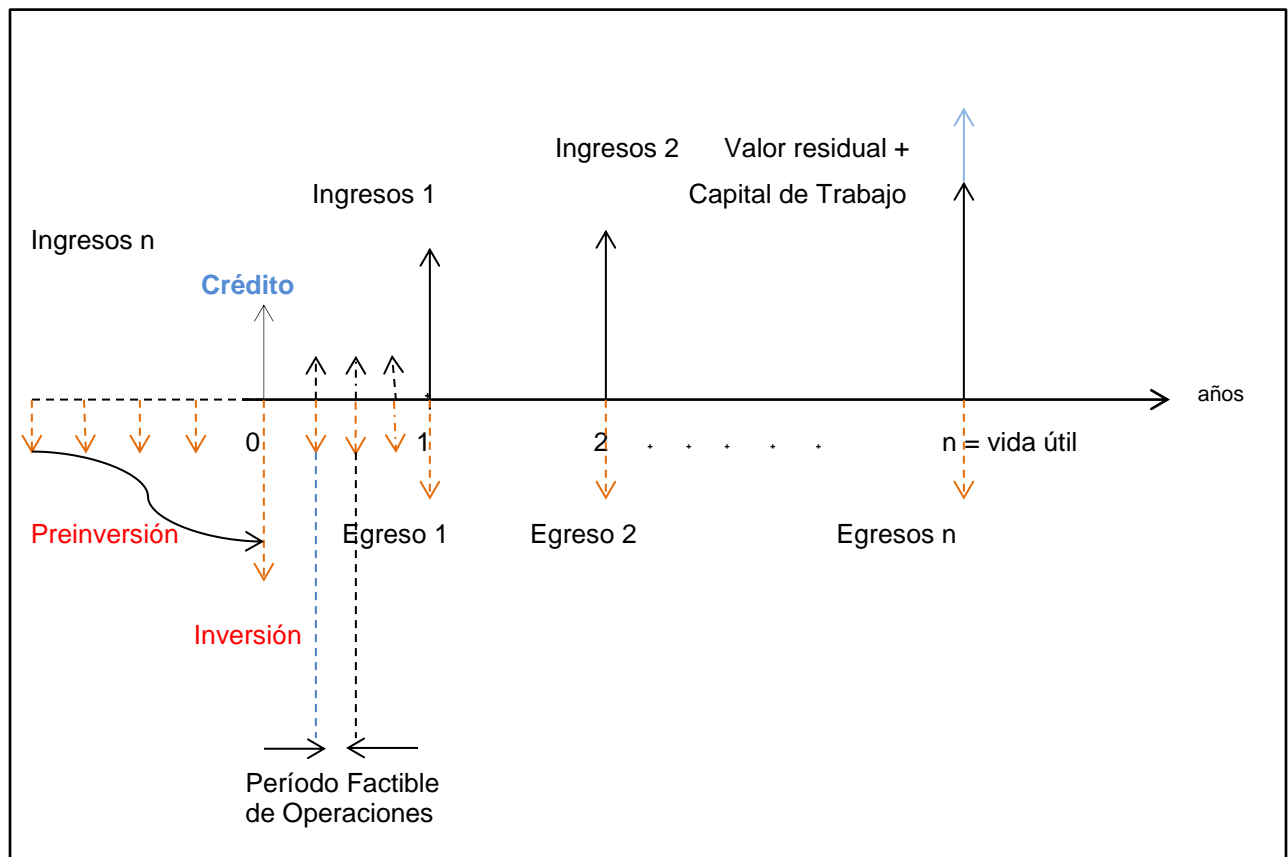 Ingresos 2
Valor residual +
Ingresos 1
Capital de Trabajo
Ingresos n
Crédito
años
0
1
2 . . . . .
n = vida útil
Preinversión
Egreso 1
Egreso 2
Egresos n
Inversión
Período Factible
de Operaciones